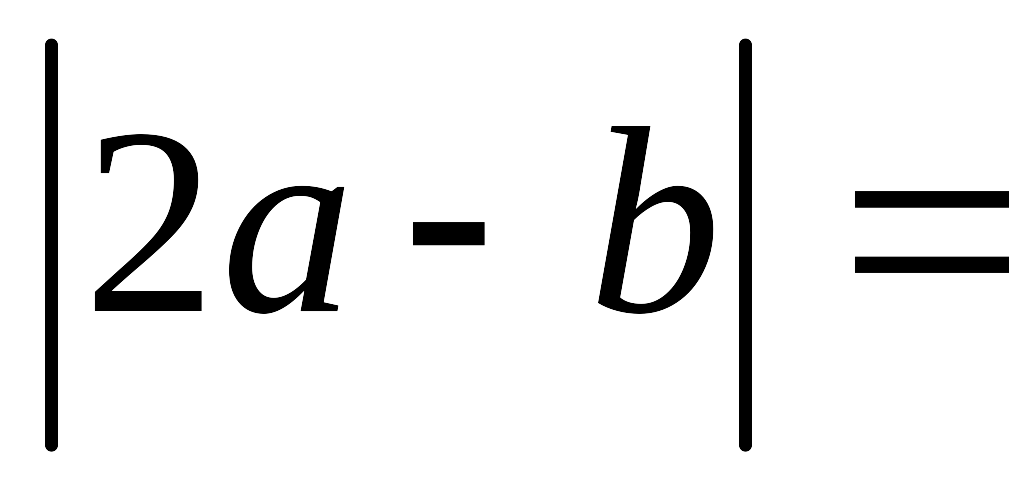 |2a - b| =